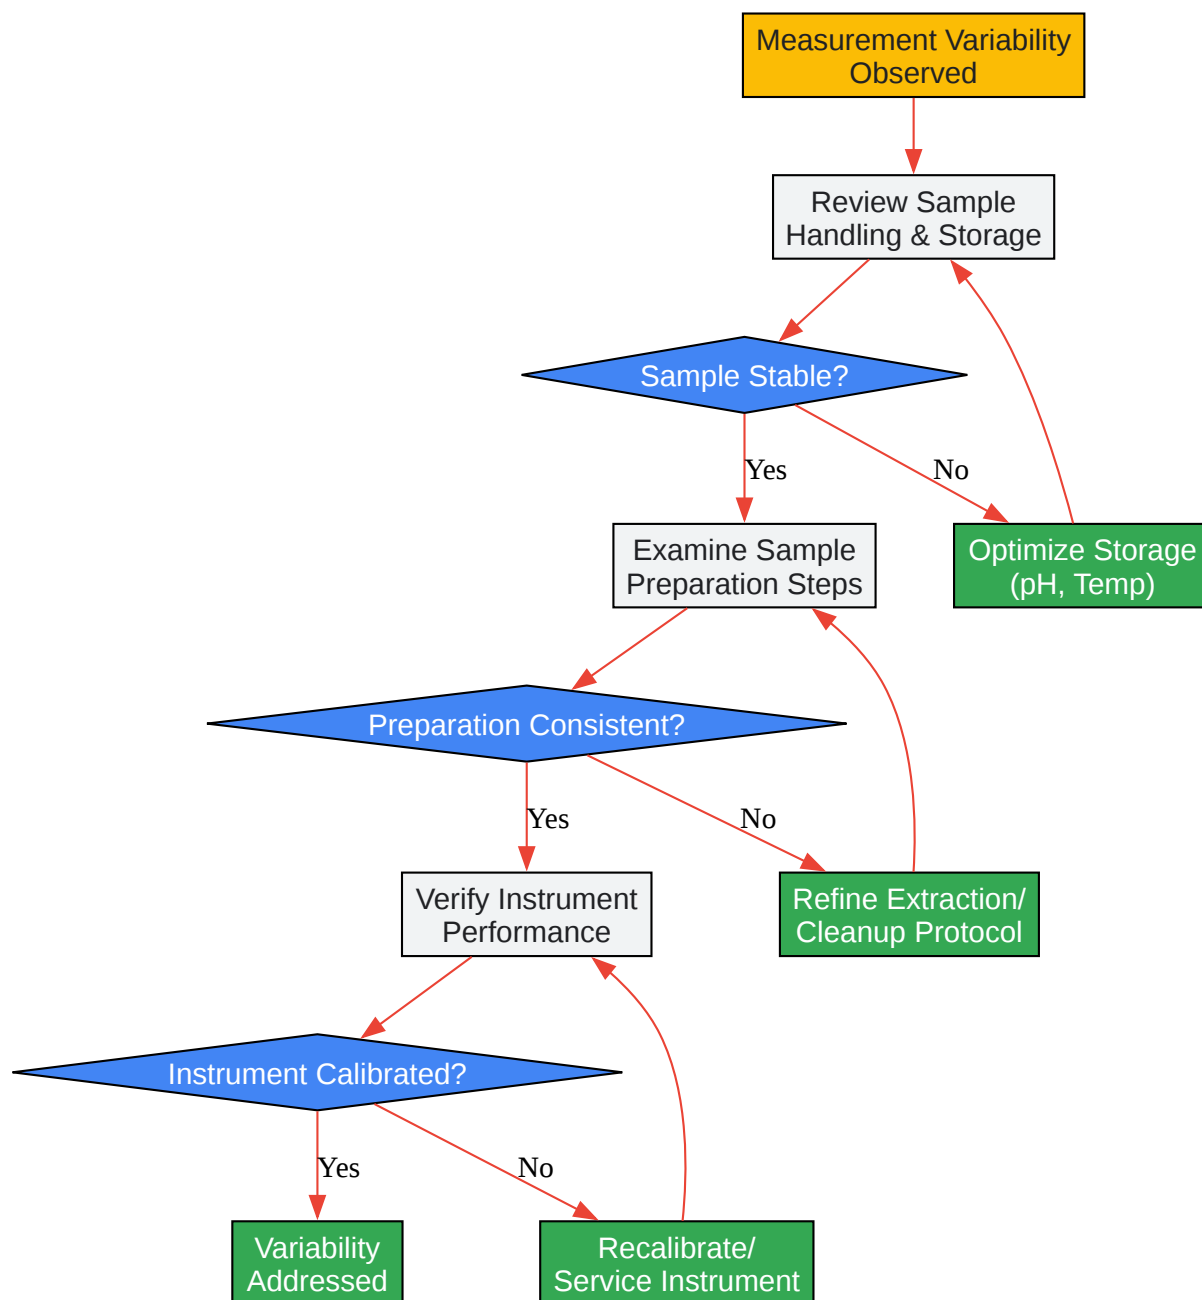 Measurement Variability
Observed
Review Sample
Handling & Storage
Sample Stable?
Yes
No
Examine Sample
Preparation Steps
Optimize Storage
(pH, Temp)
Preparation Consistent?
Yes
No
Verify Instrument
Performance
Refine Extraction/
Cleanup Protocol
Instrument Calibrated?
Yes
No
Variability
Addressed
Recalibrate/
Service Instrument